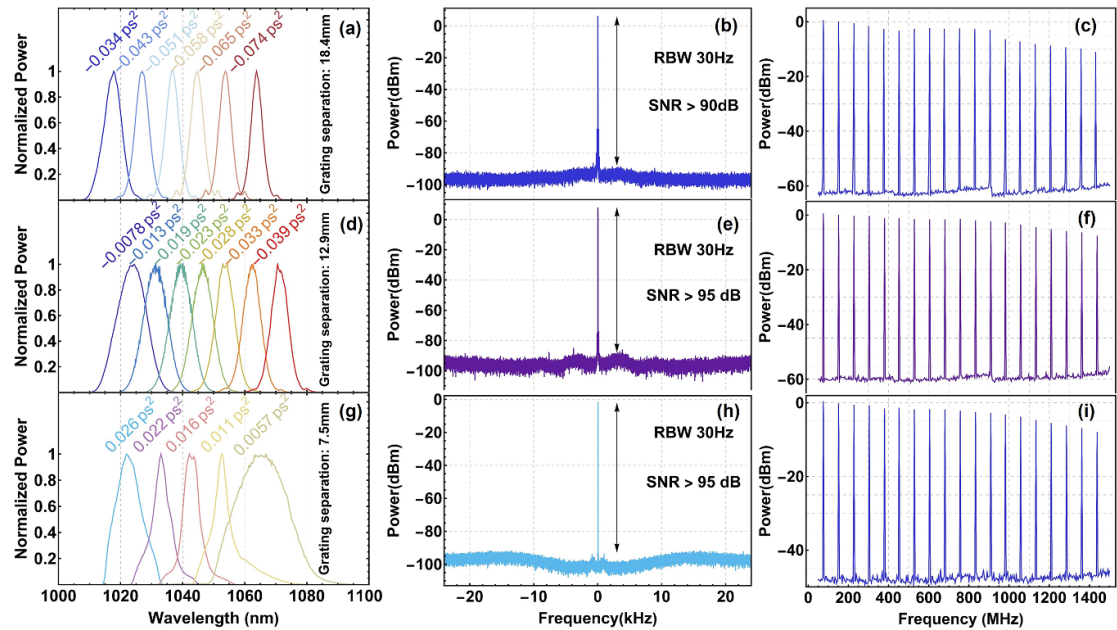 −0.034 ps²
−0.043 ps²
−0.051 ps²
−0.058 ps²
−0.065 ps²
−0.074 ps²
(a)
Normalized Power
1
0.8
0.6
0.4
0.2
Grating separation: 18.4mm
(b)
RBW 30Hz
SNR > 90dB
Power(dBm)
0
−20
−40
−60
−80
−100
(c)
Power(dBm)
0
−20
−40
−60
−0.0078 ps²
−0.013 ps²
−0.019 ps²
−0.023 ps²
−0.028 ps²
−0.033 ps²
−0.039 ps²
(d)
Normalized Power
1
0.8
0.6
0.4
0.2
Grating separation: 12.9mm
(e)
RBW 30Hz
SNR > 95 dB
Power(dBm)
0
−20
−40
−60
−80
−100
(f)
Power(dBm)
0
−20
−40
−60
0.026 ps²
0.022 ps²
0.016 ps²
0.011 ps²
0.0057 ps²
(g)
Normalized Power
1
0.8
0.6
0.4
0.2
Grating separation: 7.5mm
1000 1020 1040 1060 1080 1100
Wavelength (nm)
(h)
RBW 30Hz
SNR > 95 dB
Power(dBm)
0
−20
−40
−60
−80
−100
−20 −10 0 10 20
Frequency(kHz)
(i)
Power(dBm)
0
−20
−40
0 200 400 600 800 1000 1200 1400
Frequency (MHz)